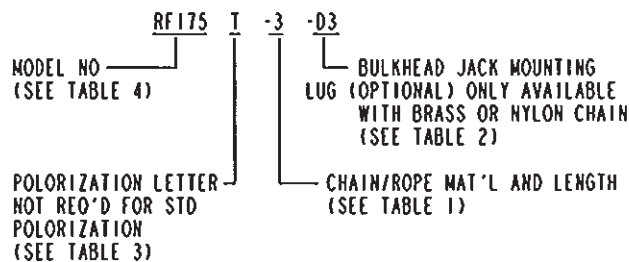 RF175 T -3 -D3
MODEL NO
(SEE TABLE 4)
BULKHEAD JACK MOUNTING
LUG (OPTIONAL) ONLY AVAILABLE
WITH BRASS OR NYLON CHAIN
(SEE TABLE 2)
POLORIZATION LETTER
NOT REQ'D FOR STD
POLORIZATION
(SEE TABLE 3)
CHAIN/ROPE MAT'L AND LENGTH
(SEE TABLE 1)